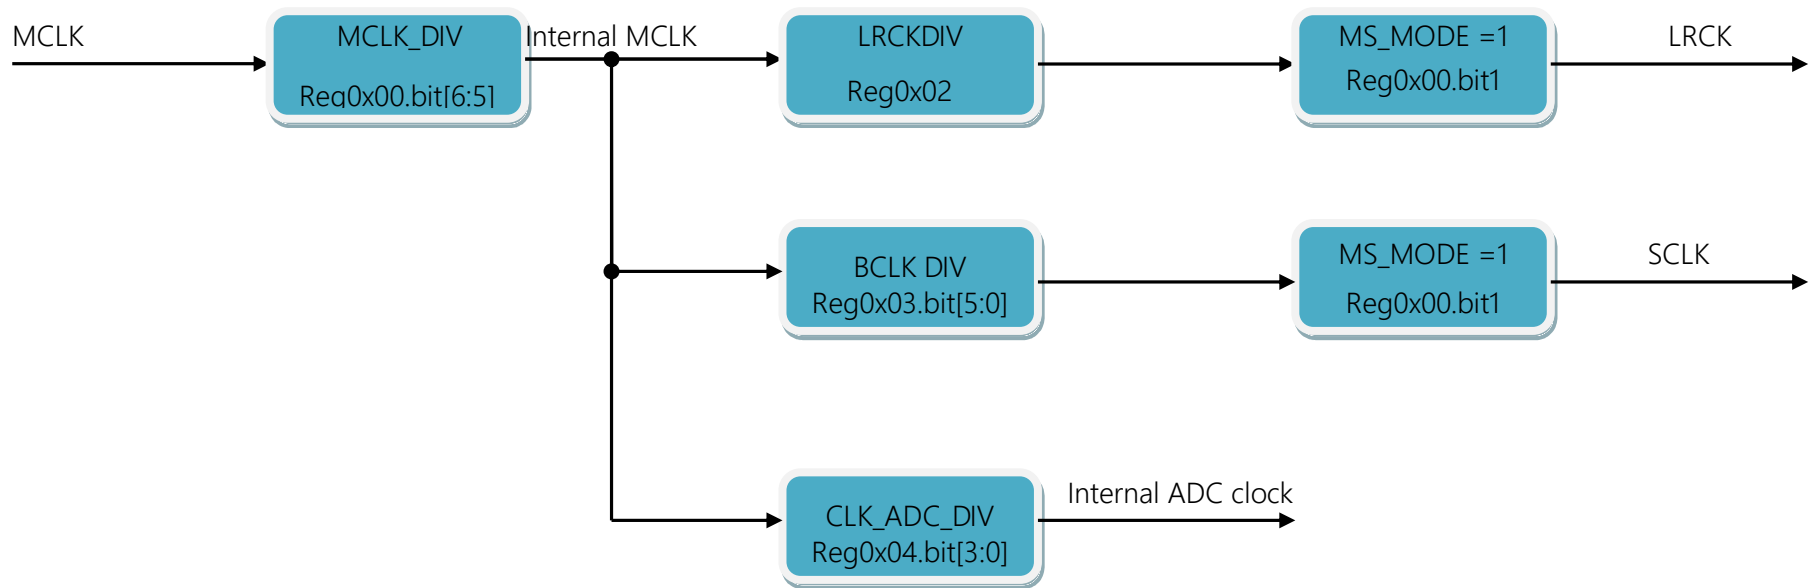 MCLK
MCLK_DIV
Reg0x00.bit[6:5]
Internal MCLK
LRCKDIV
Reg0x02
MS_MODE =1
Reg0x00.bit1
LRCK
BCLK DIV
Reg0x03.bit[5:0]
MS_MODE =1
Reg0x00.bit1
SCLK
CLK_ADC_DIV
Reg0x04.bit[3:0]
Internal ADC clock